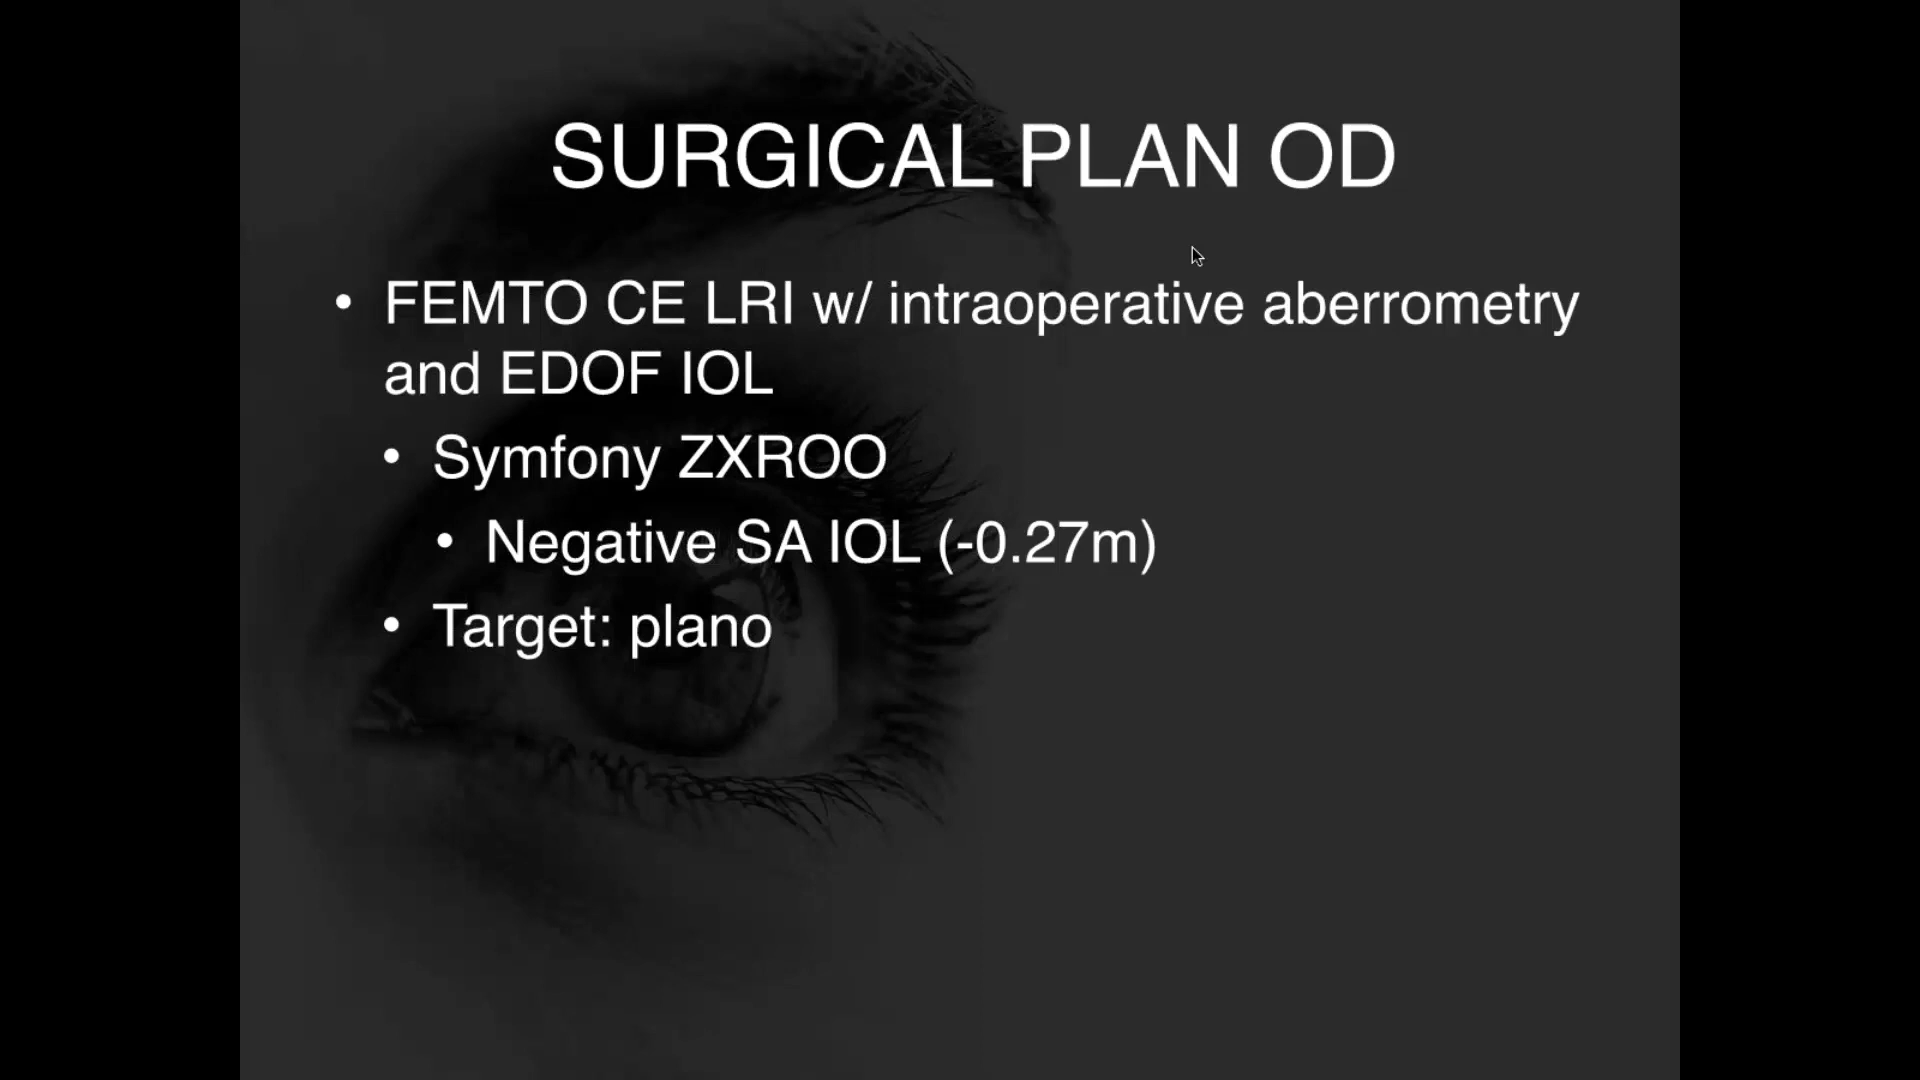 SURGICAL PLAN OD
• FEMTO CE LRI w/ intraoperative aberrometry
and EDOF IOL
• Symfony ZXROO
• Negative SA IOL (-0.27m)
• Target: plano